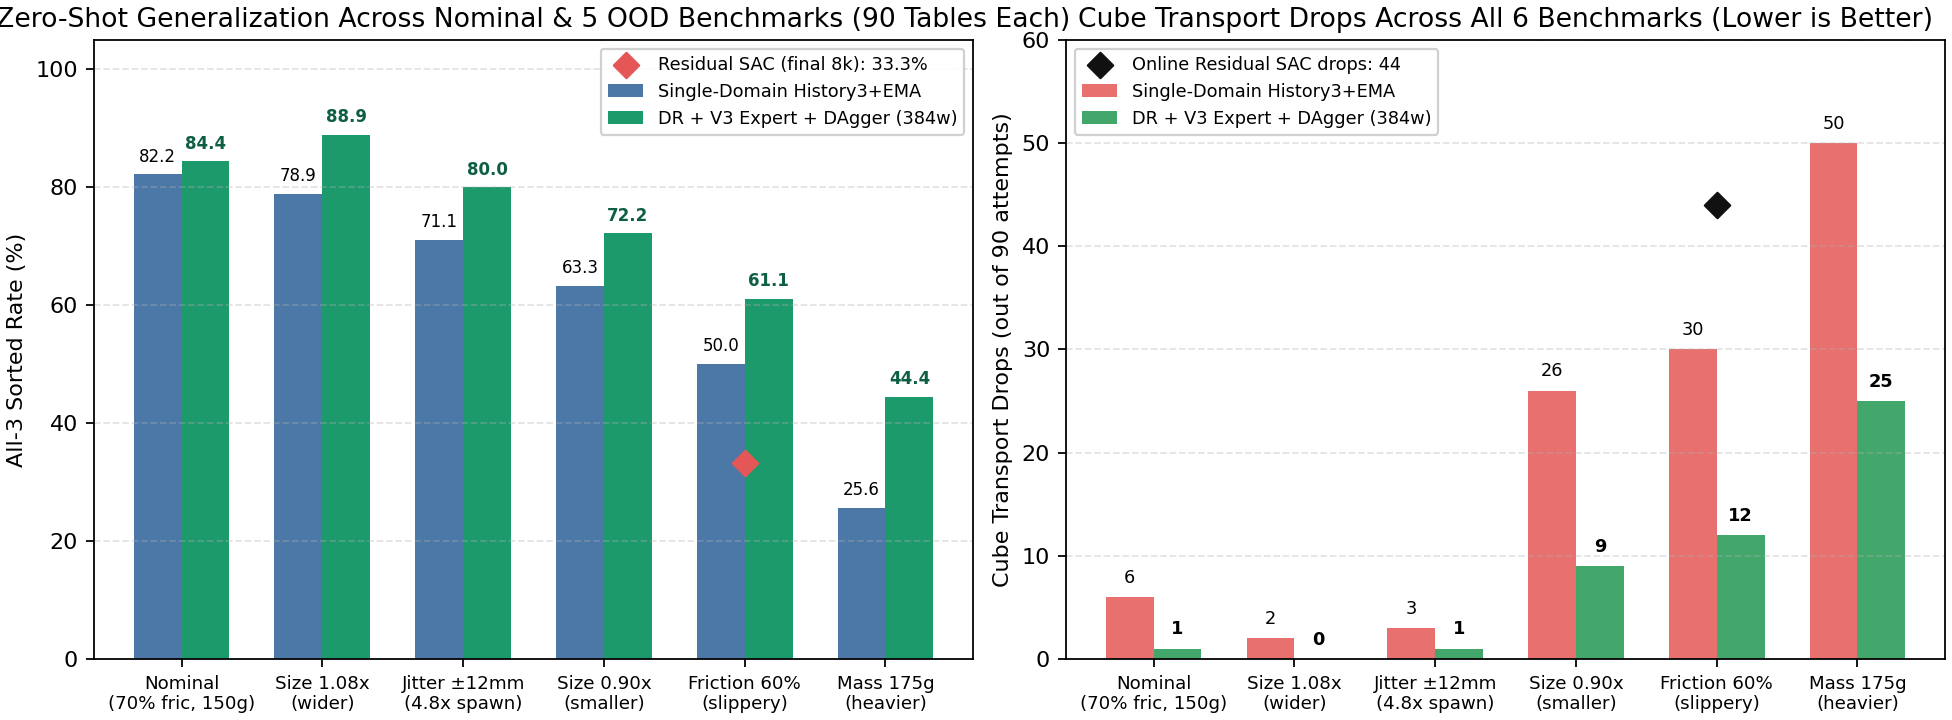 Zero-Shot Generalization Across Nominal & 5 OOD Benchmarks (90 Tables Each)
All-3 Sorted Rate (%)
100
80
60
40
20
0
Residual SAC (final 8k): 33.3%
Single-Domain History3+EMA
DR + V3 Expert + DAgger (384w)
82.2
84.4
78.9
88.9
71.1
80.0
63.3
72.2
50.0
61.1
25.6
44.4
Nominal
(70% fric, 150g)
Size 1.08x
(wider)
Jitter ±12mm
(4.8x spawn)
Size 0.90x
(smaller)
Friction 60%
(slippery)
Mass 175g
(heavier)
Cube Transport Drops Across All 6 Benchmarks (Lower is Better)
Cube Transport Drops (out of 90 attempts)
60
50
40
30
20
10
0
Online Residual SAC drops: 44
Single-Domain History3+EMA
DR + V3 Expert + DAgger (384w)
6
1
2
0
3
1
26
9
30
12
50
25
Nominal
(70% fric, 150g)
Size 1.08x
(wider)
Jitter ±12mm
(4.8x spawn)
Size 0.90x
(smaller)
Friction 60%
(slippery)
Mass 175g
(heavier)